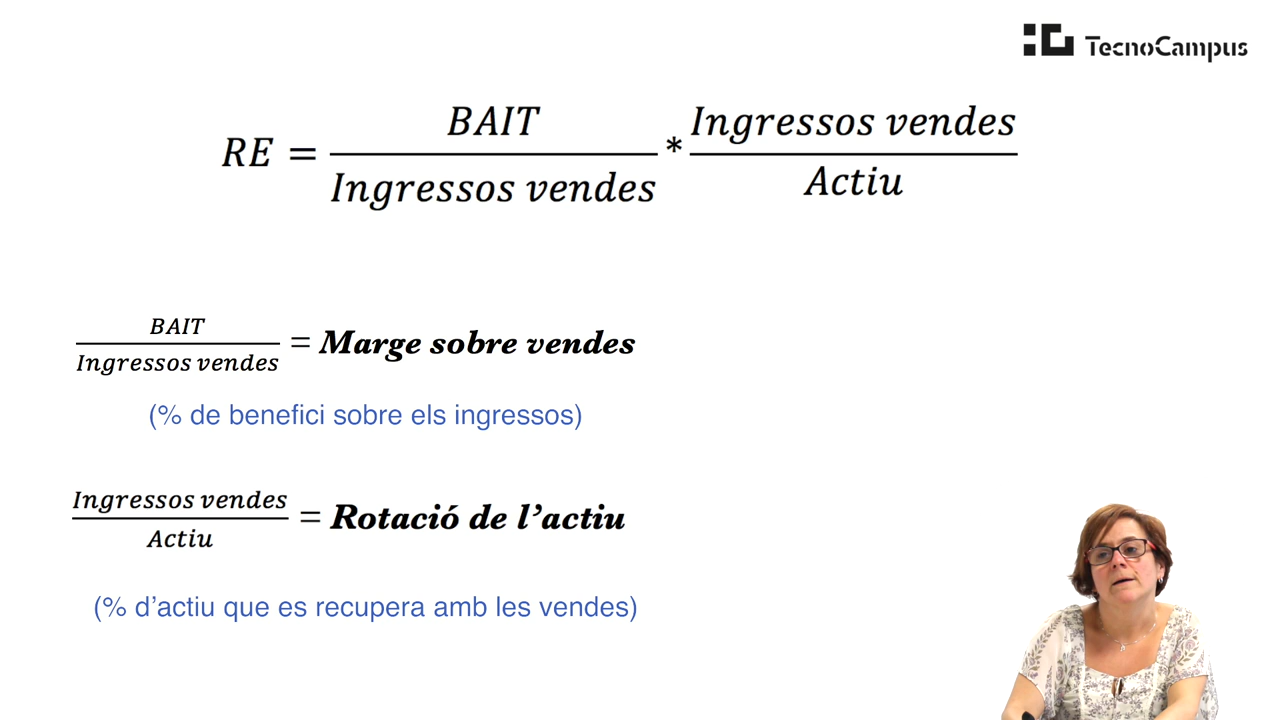 TecnoCampus
RE = BAIT / Ingressos vendes * Ingressos vendes / Actiu
BAIT / Ingressos vendes = Marge sobre vendes
(% de benefici sobre els ingressos)
Ingressos vendes / Actiu = Rotació de l’actiu
(% d’actiu que es recupera amb les vendes)